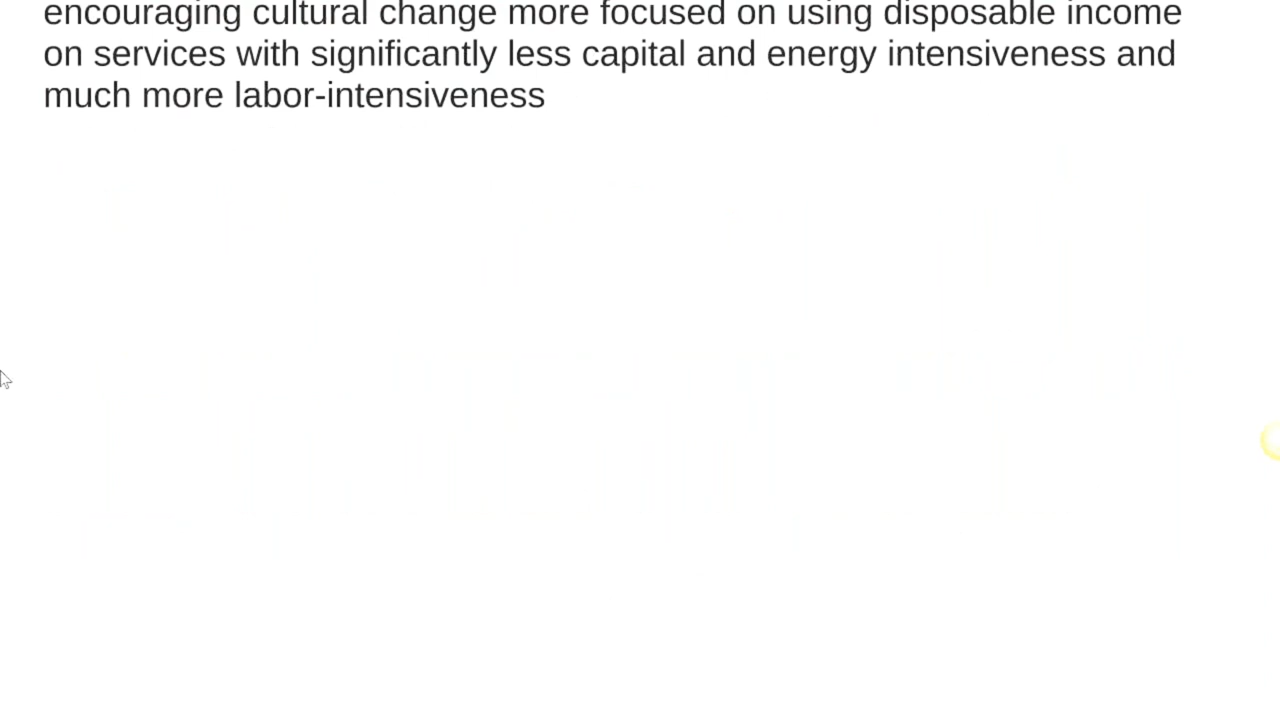 encouraging cultural change more focused on using disposable income
on services with significantly less capital and energy intensiveness and
much more labor-intensiveness